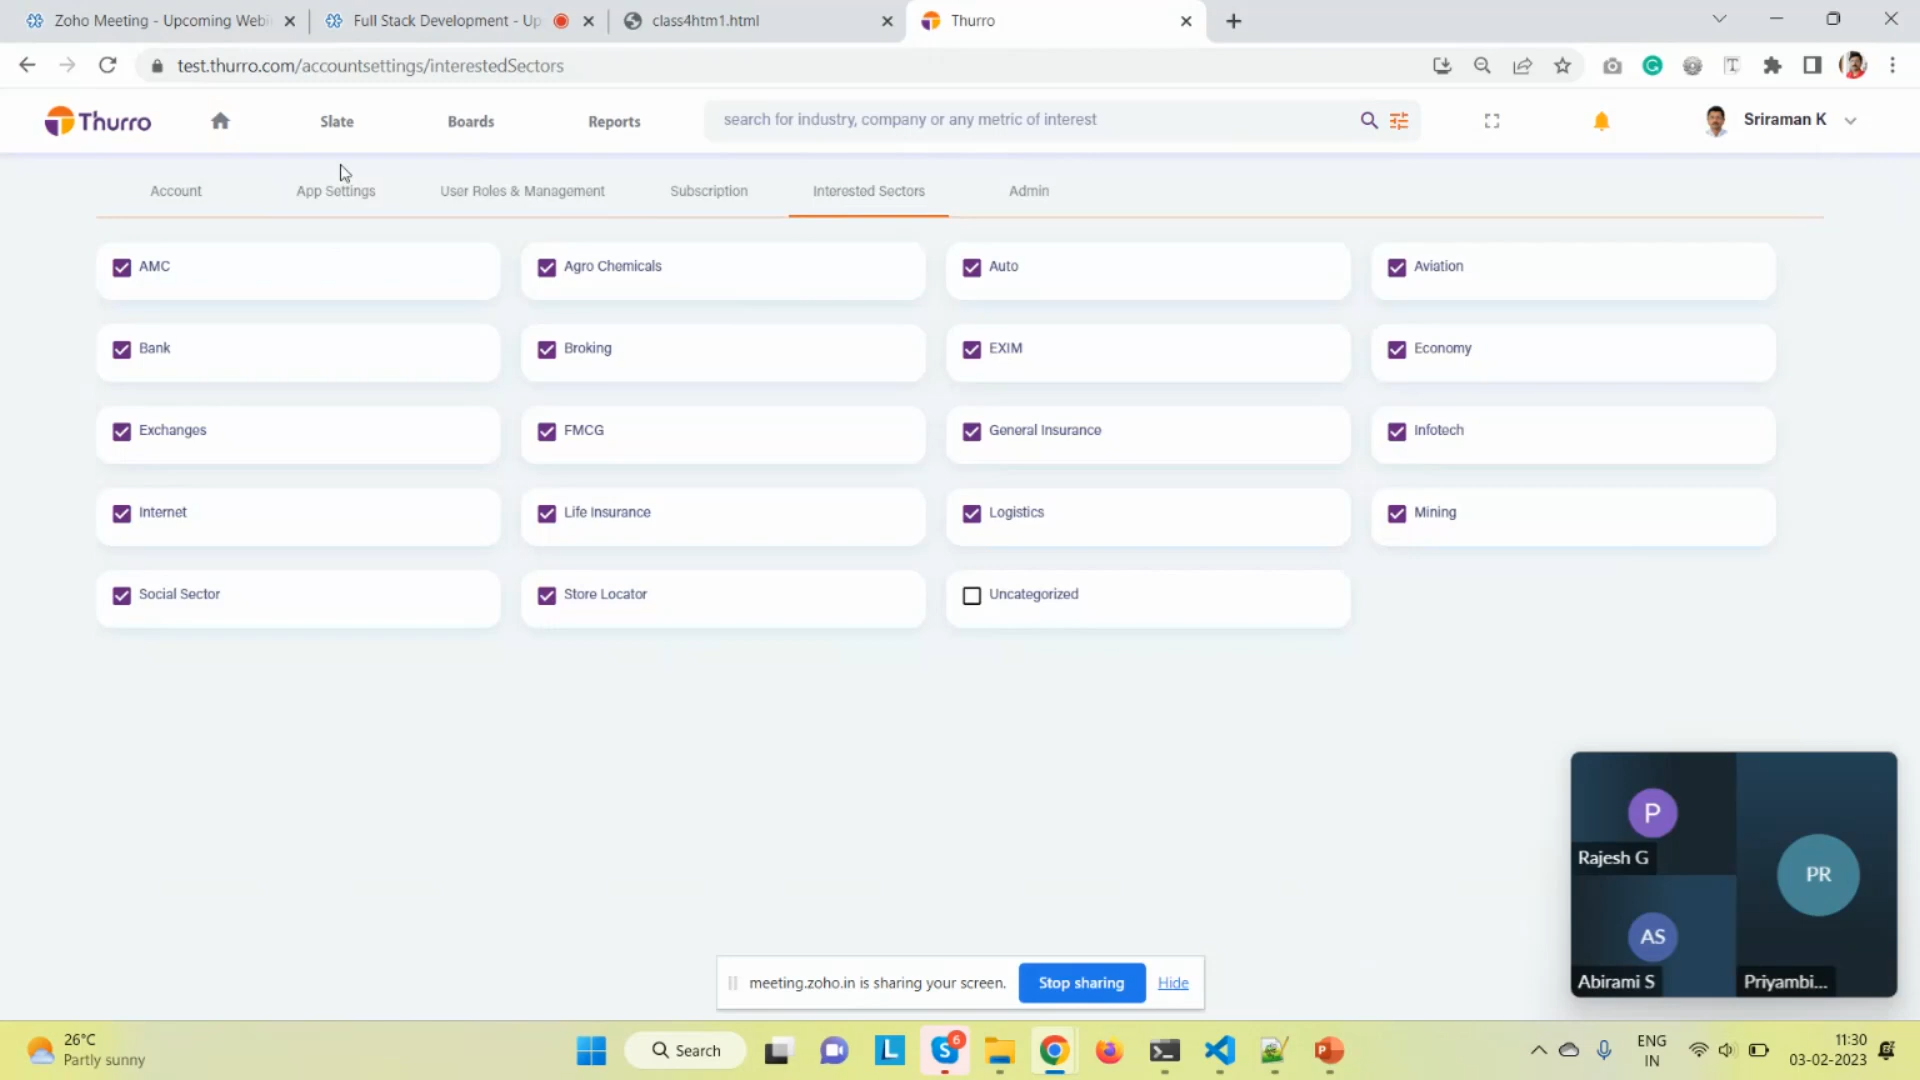 Zoho Meeting - Upcoming Webi
Full Stack Development - Up
class4htm1.html
Thurro
test.thurro.com/accountsettings/interestedSectors
Thurro
Slate
Boards
Reports
search for industry, company or any metric of interest
Sriraman K
Account
App Settings
User Roles & Management
Subscription
Interested Sectors
Admin
AMC
Agro Chemicals
Auto
Aviation
Bank
Broking
EXIM
Economy
Exchanges
FMCG
General Insurance
Infotech
Internet
Life Insurance
Logistics
Mining
Social Sector
Store Locator
Uncategorized
P
Rajesh G
PR
AS
Abirami S
Priyambi...
meeting.zoho.in is sharing your screen.
Stop sharing
Hide
26°C
Partly sunny
Search
L
6
ENG
IN
11:30
03-02-2023